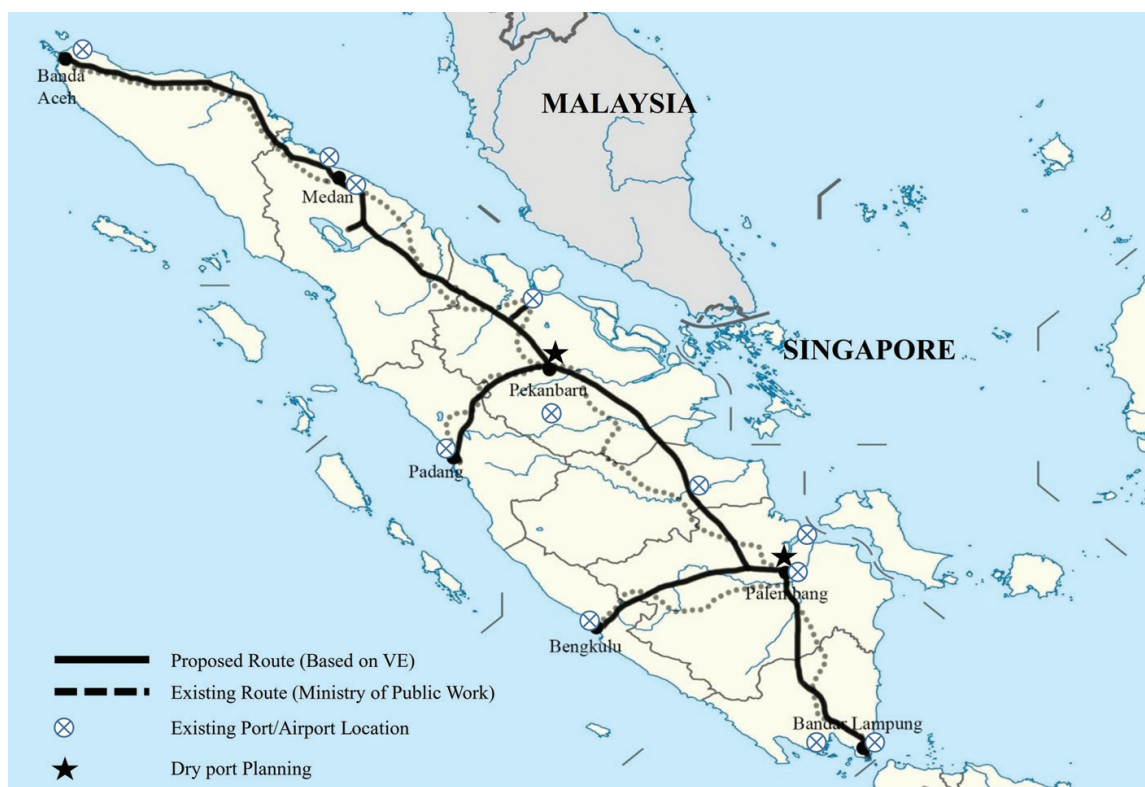 MALAYSIA
SINGAPORE
Banda
Aceh
Medan
Pekanbaru
Padang
Palembang
Bengkulu
Bandar Lampung
Proposed Route (Based on VE)
Existing Route (Ministry of Public Work)
Existing Port/Airport Location
Dry port Planning